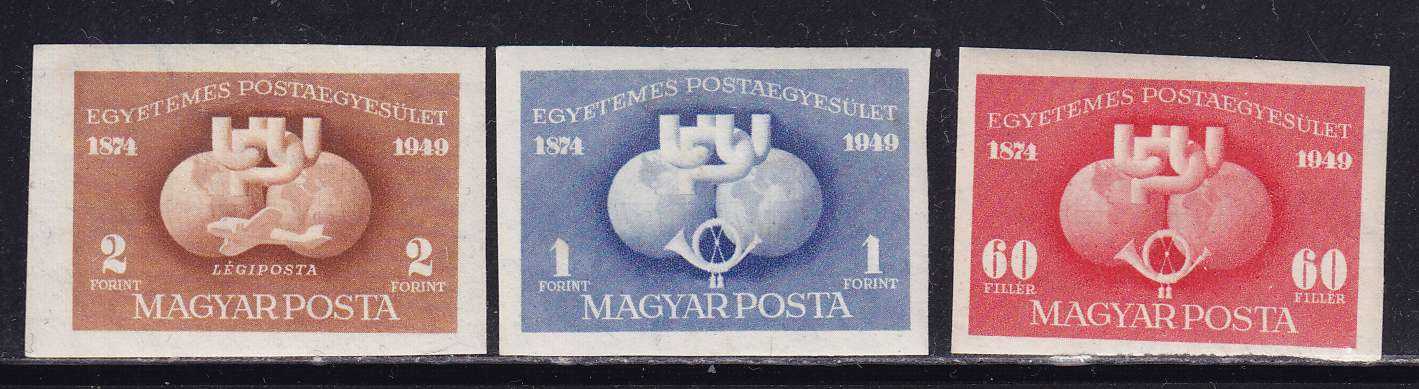 EGYETEMES POSTAEGYESÜLET
1874 1949
2 2
LÉGIPOSTA
FORINT FORINT
MAGYAR POSTA
EGYETEMES POSTAEGYESÜLET
1874 1949
1 1
FORINT FORINT
MAGYAR POSTA
EGYETEMES POSTAEGYESÜLET
1874 1949
60 60
FILLÉR FILLÉR
MAGYAR POSTA